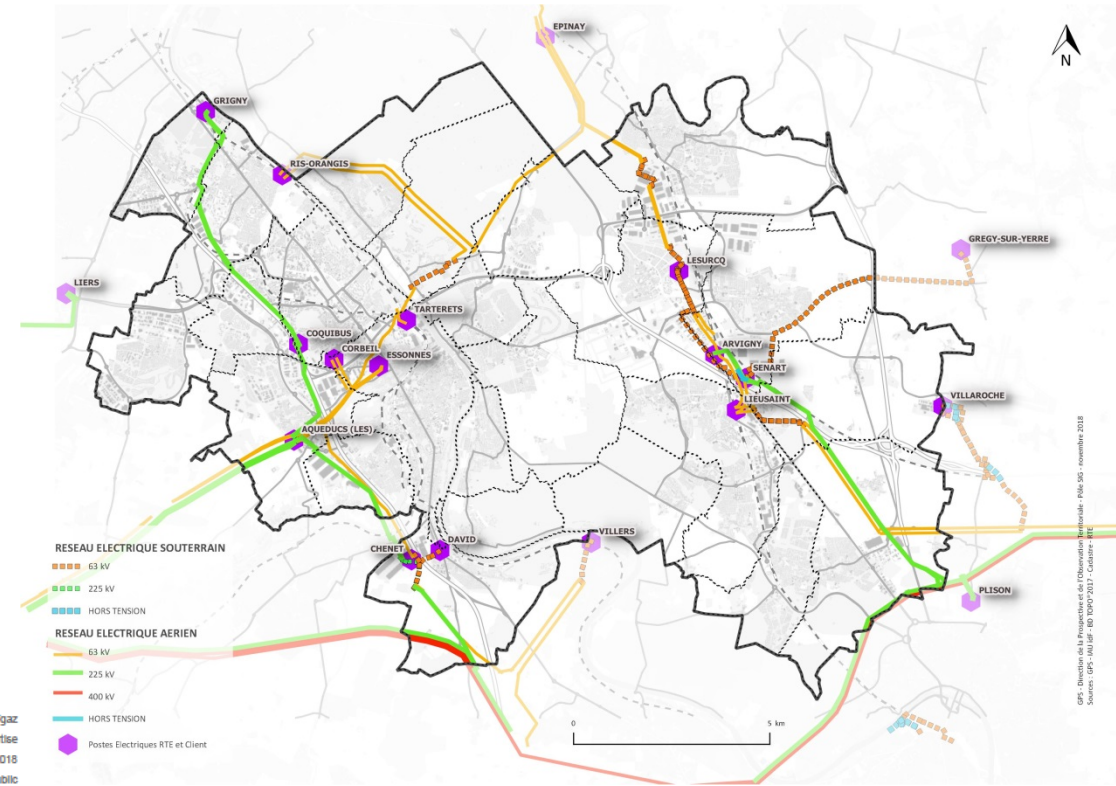 EPINAY
N
GRIGNY
RIS-ORANGIS
GREGY-SUR-YERRE
LESURCQ
LIERS
TARTERETS
COQUIBUS
CORBEIL
ESSONNES
ARVIGNY
SENART
LIEUSAINT
VILLAROCHE
AQUEDUCS (LES)
VILLERS
DAVID
CHENET
PLISON
RESEAU ELECTRIQUE SOUTERRAIN
63 kV
225 kV
HORS TENSION
RESEAU ELECTRIQUE AERIEN
63 kV
225 kV
400 kV
HORS TENSION
Postes Electriques RTE et Client
0 5 km
gaz
tise
018
ublic
GPS - Direction de la Prospective et de l'Observation Territoriale - Pôle SIG - novembre 2018
Sources : GPS - IAU îdF - BD TOPO®2017 - Cadastre - RTE